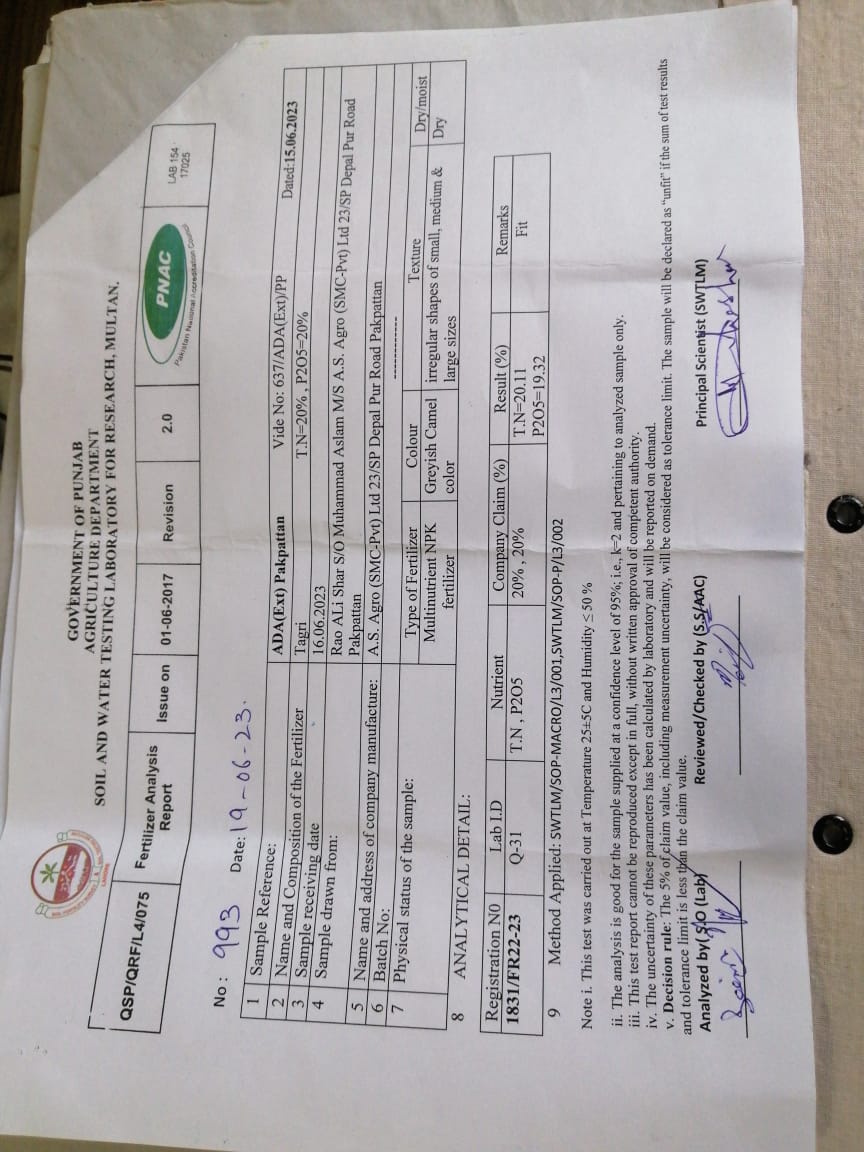 GOVERNMENT OF PUNJAB
AGRICULTURE DEPARTMENT
SOIL AND WATER TESTING LABORATORY FOR RESEARCH, MULTAN.
QSP/QRF/L4/075 Fertilizer Analysis Report Issue on 01-06-2017 Revision 2.0 PNAC Pakistan National Accreditation Council LAB 154 17025
No: 993 Date: 19-06-23.
1 Sample Reference: ADA(Ext) Pakpattan Vide No: 637/ADA(Ext)/PP Dated:15.06.2023
2 Name and Composition of the Fertilizer Tagri T.N=20% , P2O5=20%
3 Sample receiving date 16.06.2023
4 Sample drawn from: Rao ALi Shar S/O Muhammad Aslam M/S A.S. Agro (SMC-Pvt) Ltd 23/SP Depal Pur Road
Pakpattan
5 Name and address of company manufacture: A.S. Agro (SMC-Pvt) Ltd 23/SP Depal Pur Road Pakpattan
6 Batch No: ------------
7 Physical status of the sample: Type of Fertilizer Colour Texture Dry/moist
Multinutrient NPK Greyish Camel irregular shapes of small, medium & Dry
fertilizer color large sizes
8 ANALYTICAL DETAIL:
Registration N0 Lab I.D Nutrient Company Claim (%) Result (%) Remarks
1831/FR22-23 Q-31 T.N , P2O5 20% , 20% T.N=20.11 Fit
P2O5=19.32
9 Method Applied: SWTLM/SOP-MACRO/L3/001,SWTLM/SOP-P/L3/002
Note i. This test was carried out at Temperature 25±5C and Humidity ≤ 50 %
ii. The analysis is good for the sample supplied at a confidence level of 95%; i.e., k=2 and pertaining to analyzed sample only.
iii. This test report cannot be reproduced except in full, without written approval of competent authority.
iv. The uncertainty of these parameters has been calculated by laboratory and will be reported on demand.
v. Decision rule: The 5% of claim value, including measurement uncertainty, will be considered as tolerance limit. The sample will be declared as "unfit" if the sum of test results
and tolerance limit is less than the claim value.
Analyzed by( S.O (Lab) Reviewed/Checked by (S.S/AAC) Principal Scientist (SWTLM)